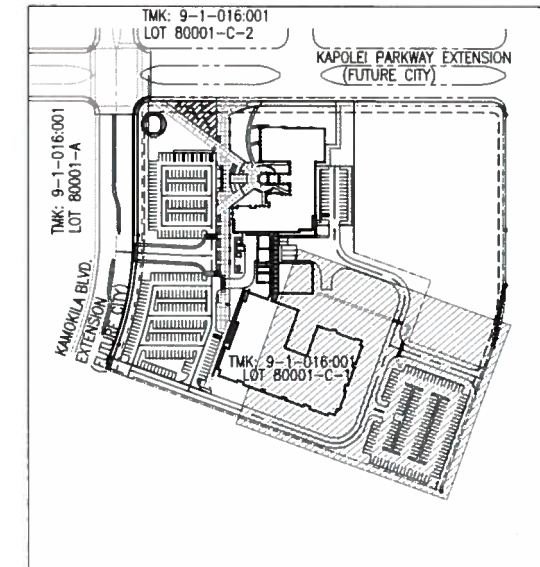 TMK: 9-1-016:001
LOT 80001-C-2
KAPOLEI PARKWAY EXTENSION
(FUTURE CITY)
TMK: 9-1-016:001
LOT 80001-A
KAMOKILA BLVD.
EXTENSION
(FUTURE CITY)
TMK: 9-1-016:001
LOT 80001-C-1